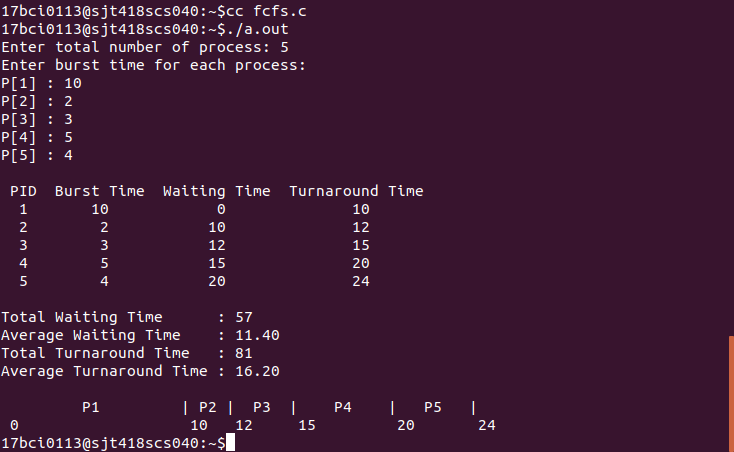 17bci0113@sjt418scs040:~$cc fcfs.c
17bci0113@sjt418scs040:~$./a.out
Enter total number of process: 5
Enter burst time for each process:
P[1] : 10
P[2] : 2
P[3] : 3
P[4] : 5
P[5] : 4
PID  Burst Time  Waiting Time  Turnaround Time
1       10            0              10
2        2           10              12
3        3           12              15
4        5           15              20
5        4           20              24
Total Waiting Time      : 57
Average Waiting Time    : 11.40
Total Turnaround Time   : 81
Average Turnaround Time : 16.20
P1         | P2 |  P3  |    P4    |   P5   |
0                   10   12     15         20       24
17bci0113@sjt418scs040:~$